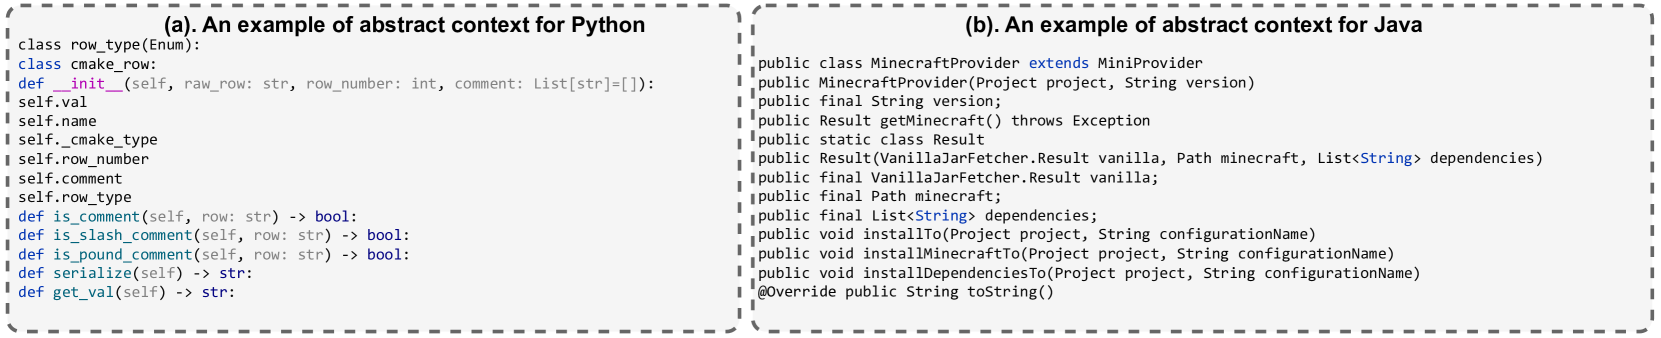 (a). An example of abstract context for Python
class row_type(Enum):
class cmake_row:
def __init__(self, raw_row: str, row_number: int, comment: List[str]=[]):
self.val
self.name
self._cmake_type
self.row_number
self.comment
self.row_type
def is_comment(self, row: str) -> bool:
def is_slash_comment(self, row: str) -> bool:
def is_pound_comment(self, row: str) -> bool:
def serialize(self) -> str:
def get_val(self) -> str:
(b). An example of abstract context for Java
public class MinecraftProvider extends MiniProvider
public MinecraftProvider(Project project, String version)
public final String version;
public Result getMinecraft() throws Exception
public static class Result
public Result(VanillaJarFetcher.Result vanilla, Path minecraft, List<String> dependencies)
public final VanillaJarFetcher.Result vanilla;
public final Path minecraft;
public final List<String> dependencies;
public void installTo(Project project, String configurationName)
public void installMinecraftTo(Project project, String configurationName)
public void installDependenciesTo(Project project, String configurationName)
@Override public String toString()